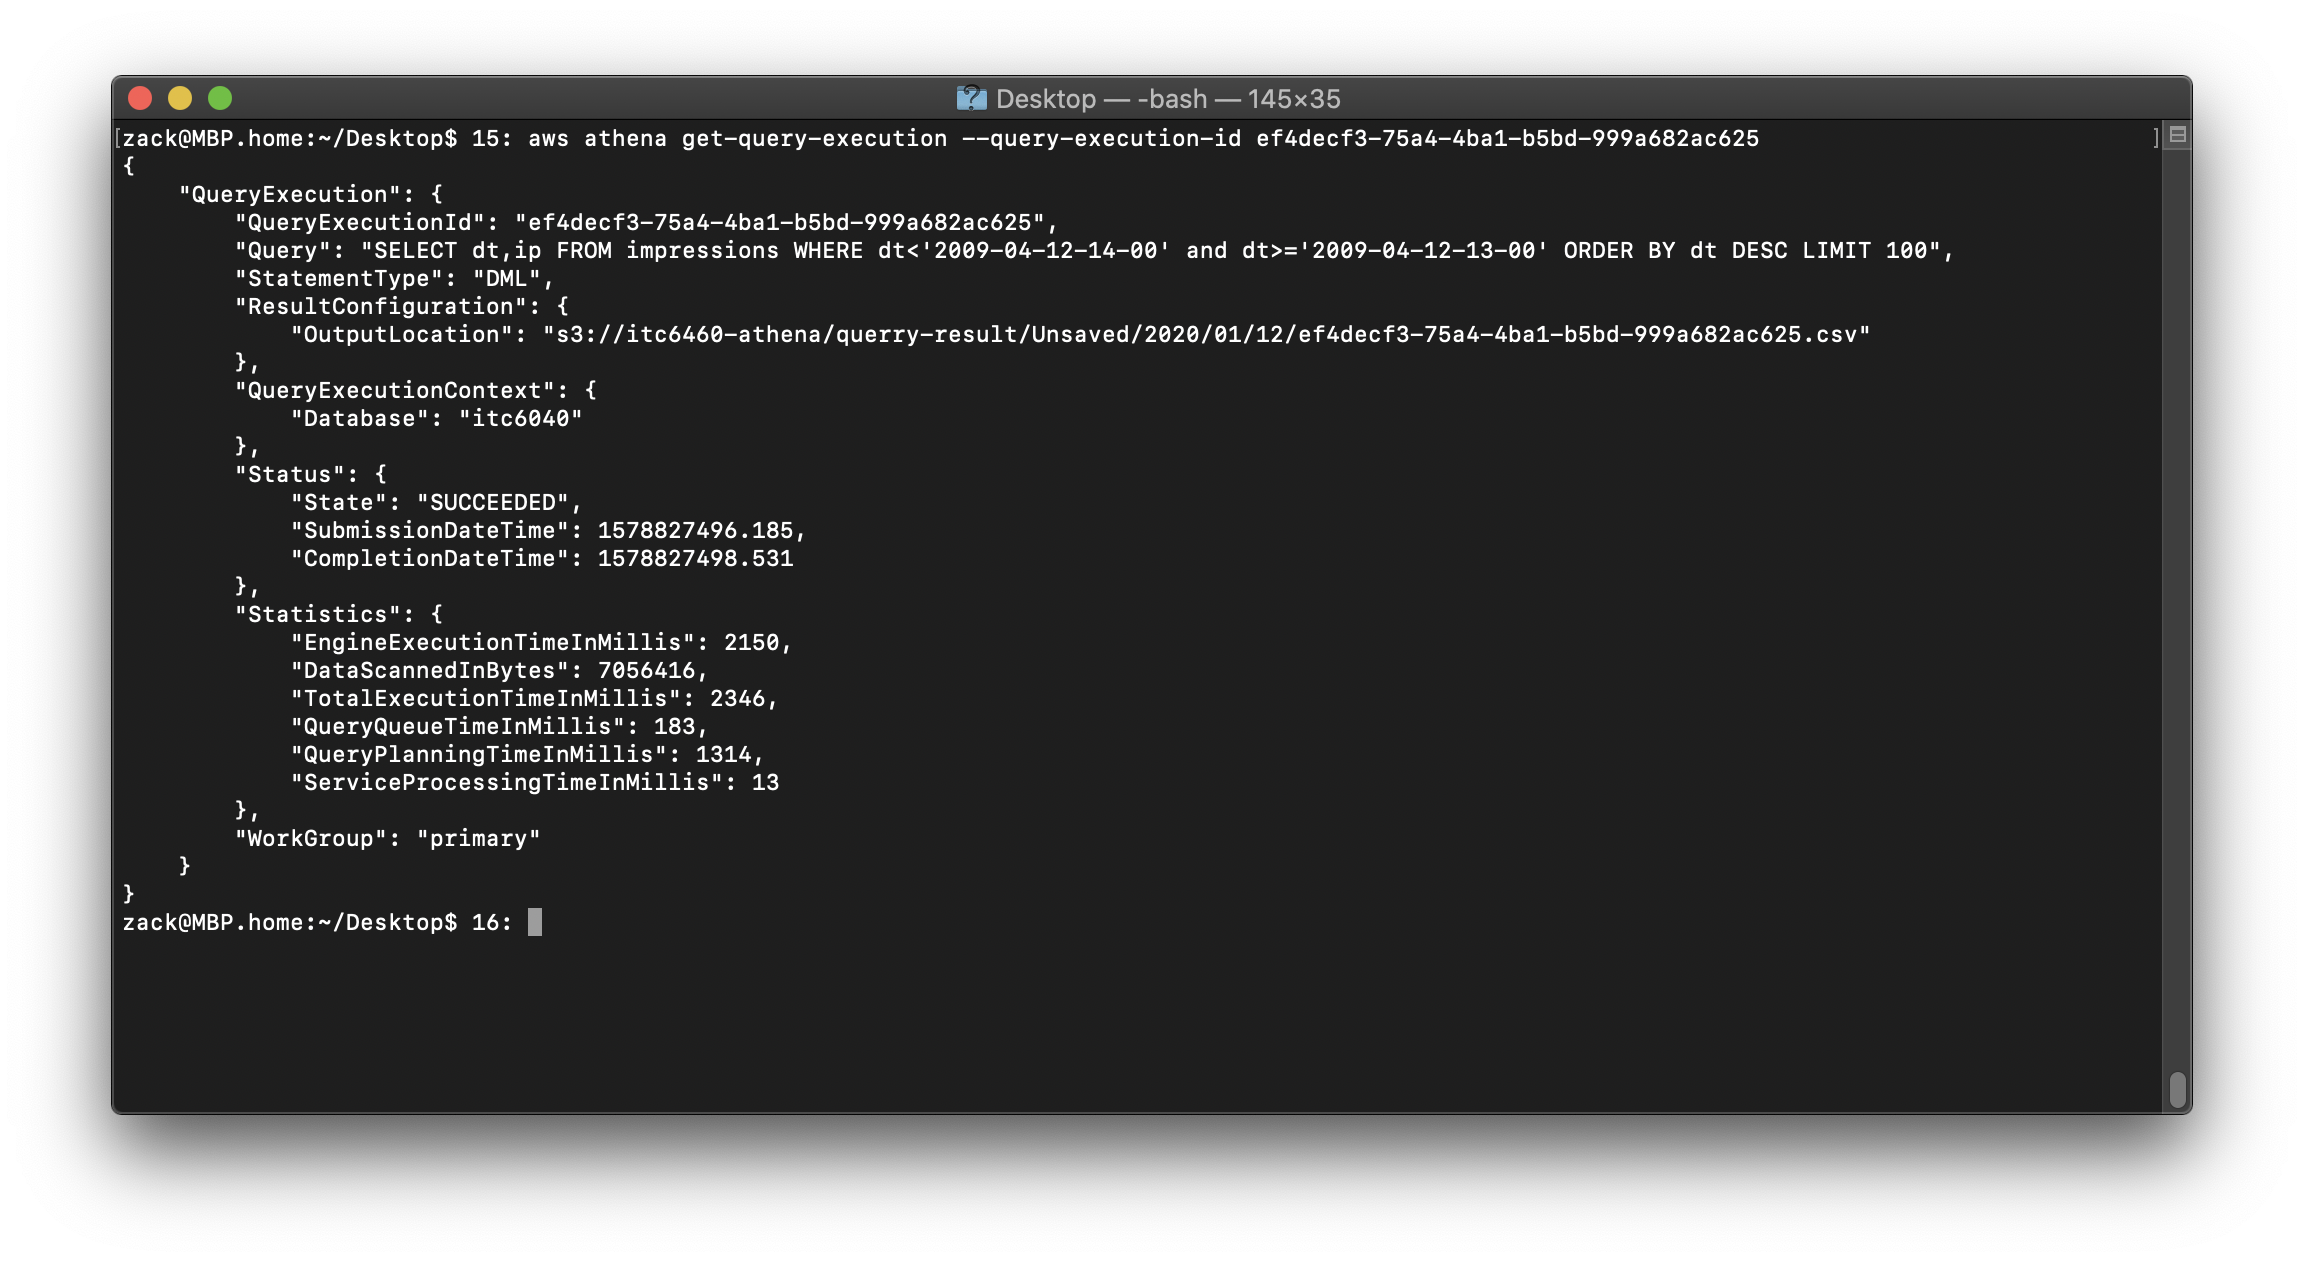 Desktop — -bash — 145×35
[zack@MBP.home:~/Desktop$ 15: aws athena get-query-execution --query-execution-id ef4decf3-75a4-4ba1-b5bd-999a682ac625 ]
{
    "QueryExecution": {
        "QueryExecutionId": "ef4decf3-75a4-4ba1-b5bd-999a682ac625",
        "Query": "SELECT dt,ip FROM impressions WHERE dt<'2009-04-12-14-00' and dt>='2009-04-12-13-00' ORDER BY dt DESC LIMIT 100",
        "StatementType": "DML",
        "ResultConfiguration": {
            "OutputLocation": "s3://itc6460-athena/querry-result/Unsaved/2020/01/12/ef4decf3-75a4-4ba1-b5bd-999a682ac625.csv"
        },
        "QueryExecutionContext": {
            "Database": "itc6040"
        },
        "Status": {
            "State": "SUCCEEDED",
            "SubmissionDateTime": 1578827496.185,
            "CompletionDateTime": 1578827498.531
        },
        "Statistics": {
            "EngineExecutionTimeInMillis": 2150,
            "DataScannedInBytes": 7056416,
            "TotalExecutionTimeInMillis": 2346,
            "QueryQueueTimeInMillis": 183,
            "QueryPlanningTimeInMillis": 1314,
            "ServiceProcessingTimeInMillis": 13
        },
        "WorkGroup": "primary"
    }
}
zack@MBP.home:~/Desktop$ 16: